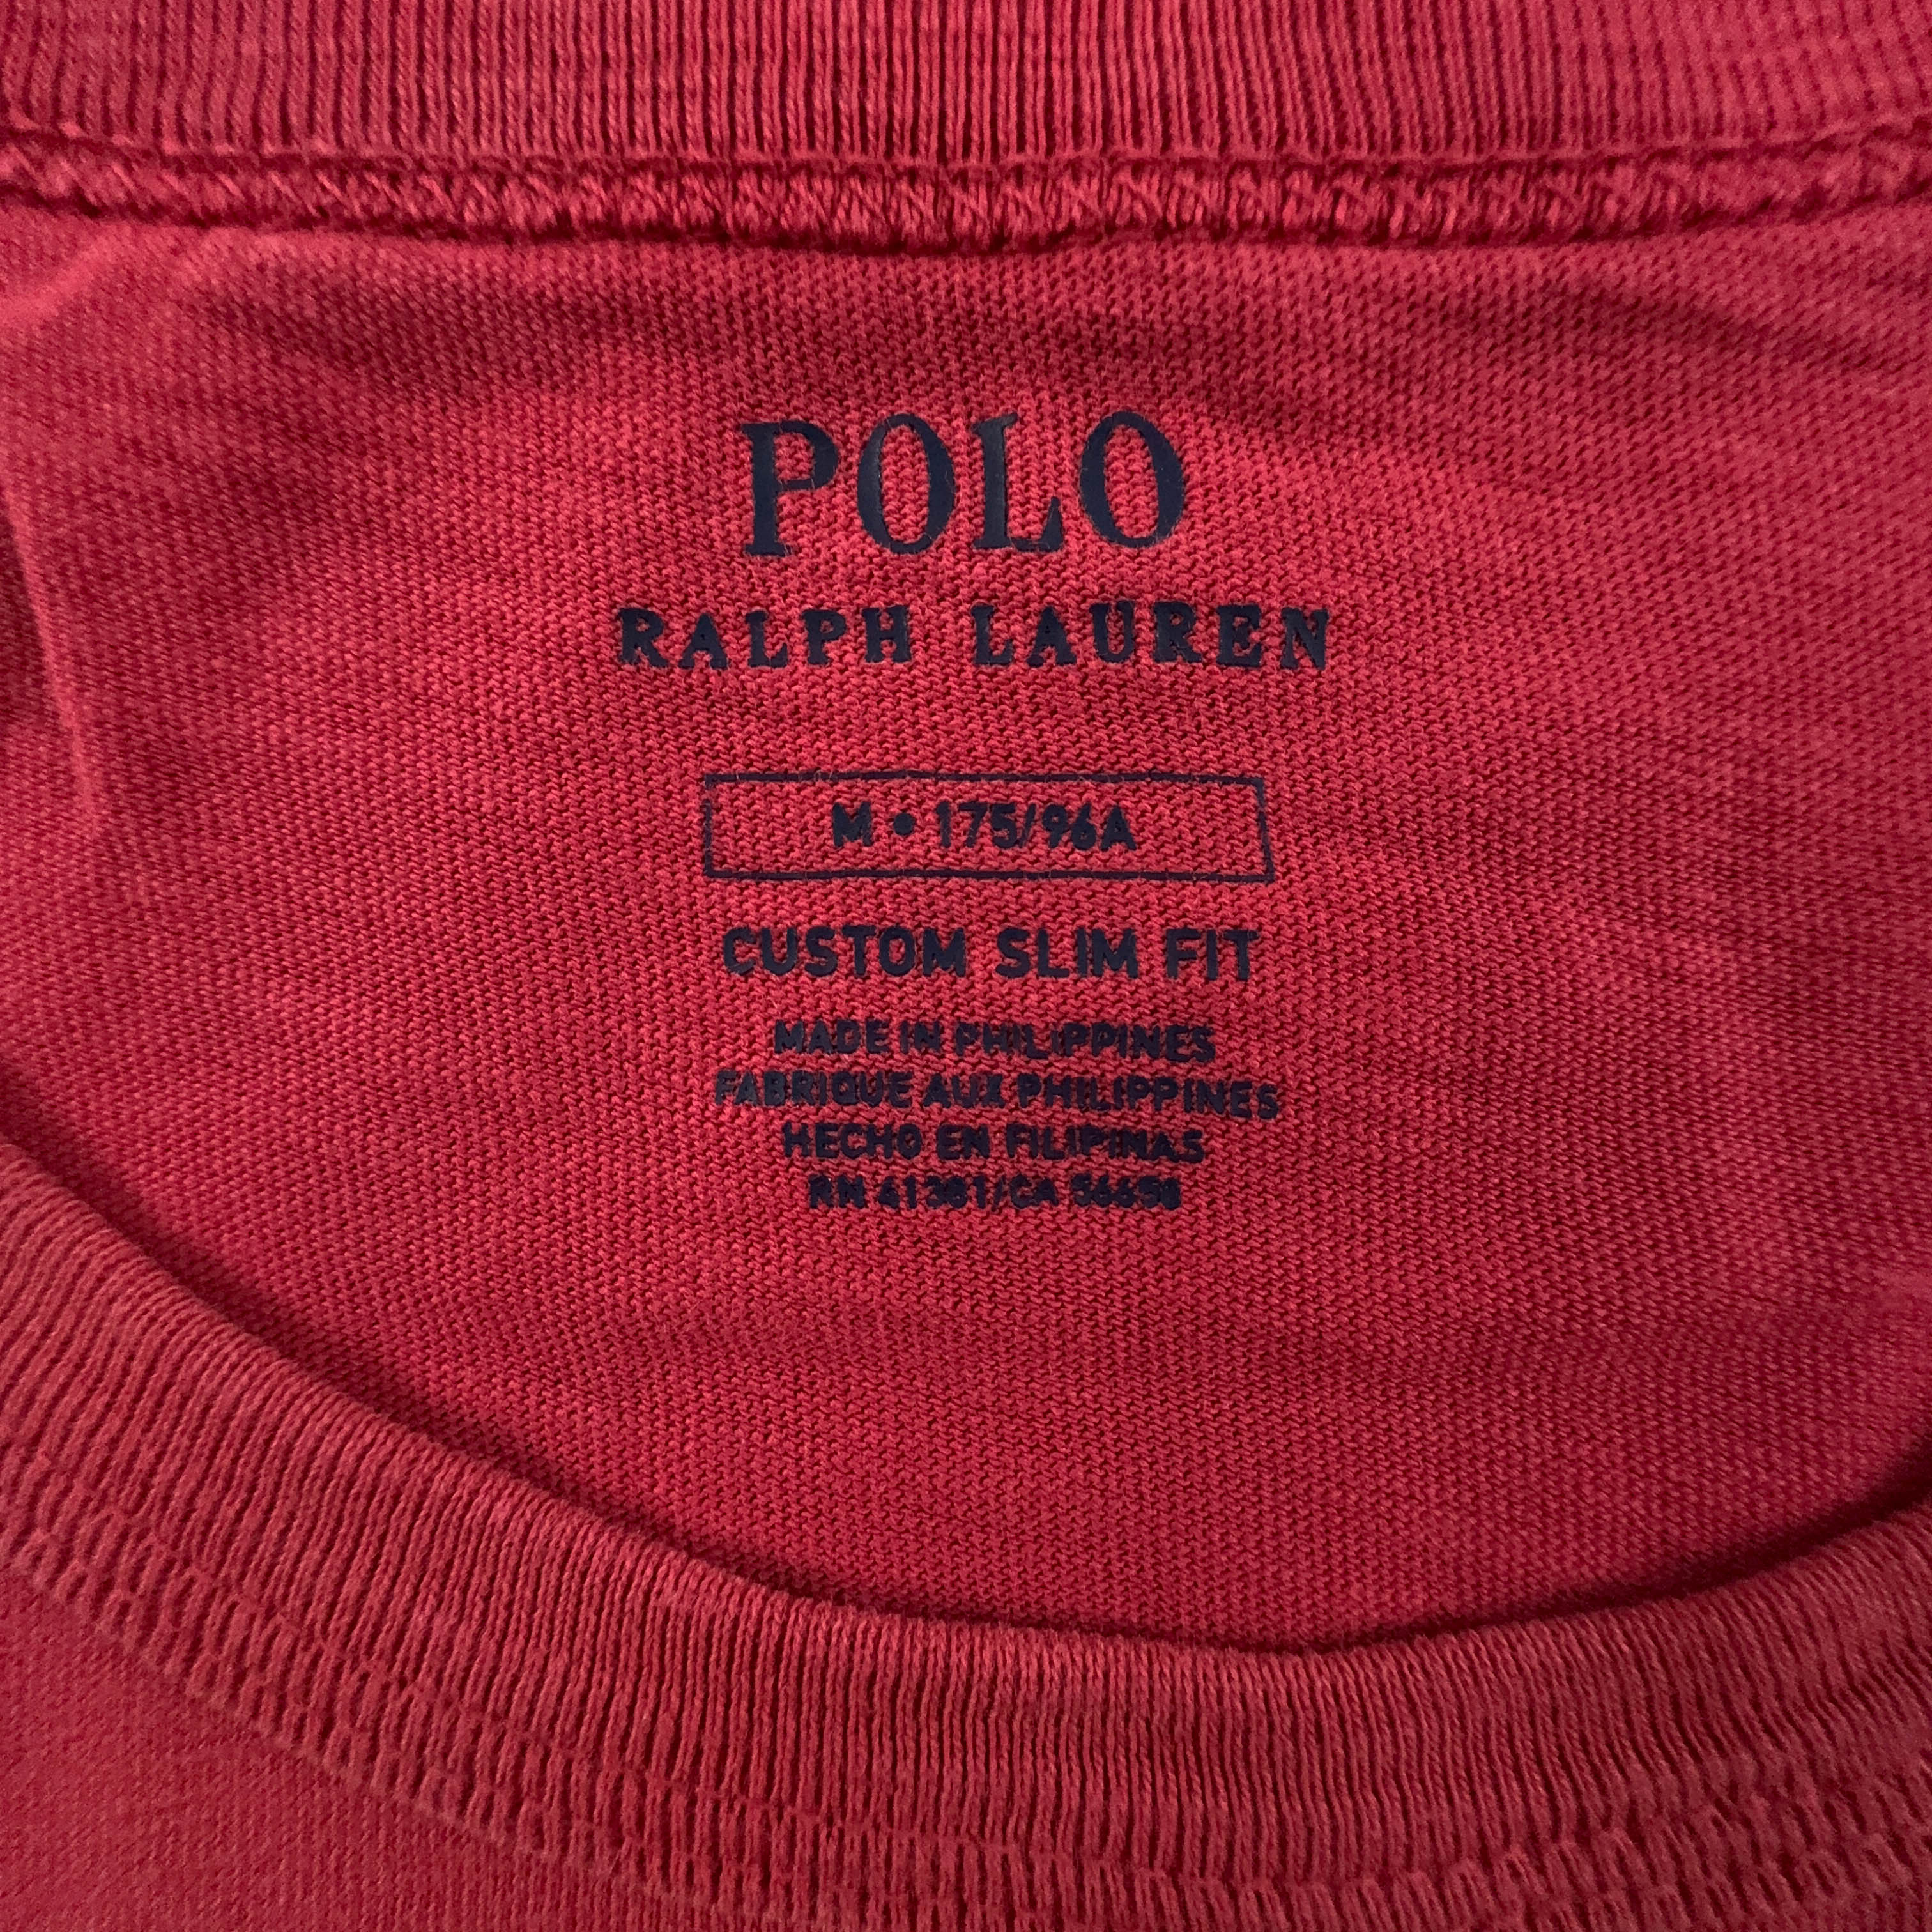 POLO
RALPH LAUREN
M • 175/96A
CUSTOM SLIM FIT
MADE IN PHILIPPINES
FABRIQUE AUX PHILIPPINES
HECHO EN FILIPINAS
RN 41381/CA 56658